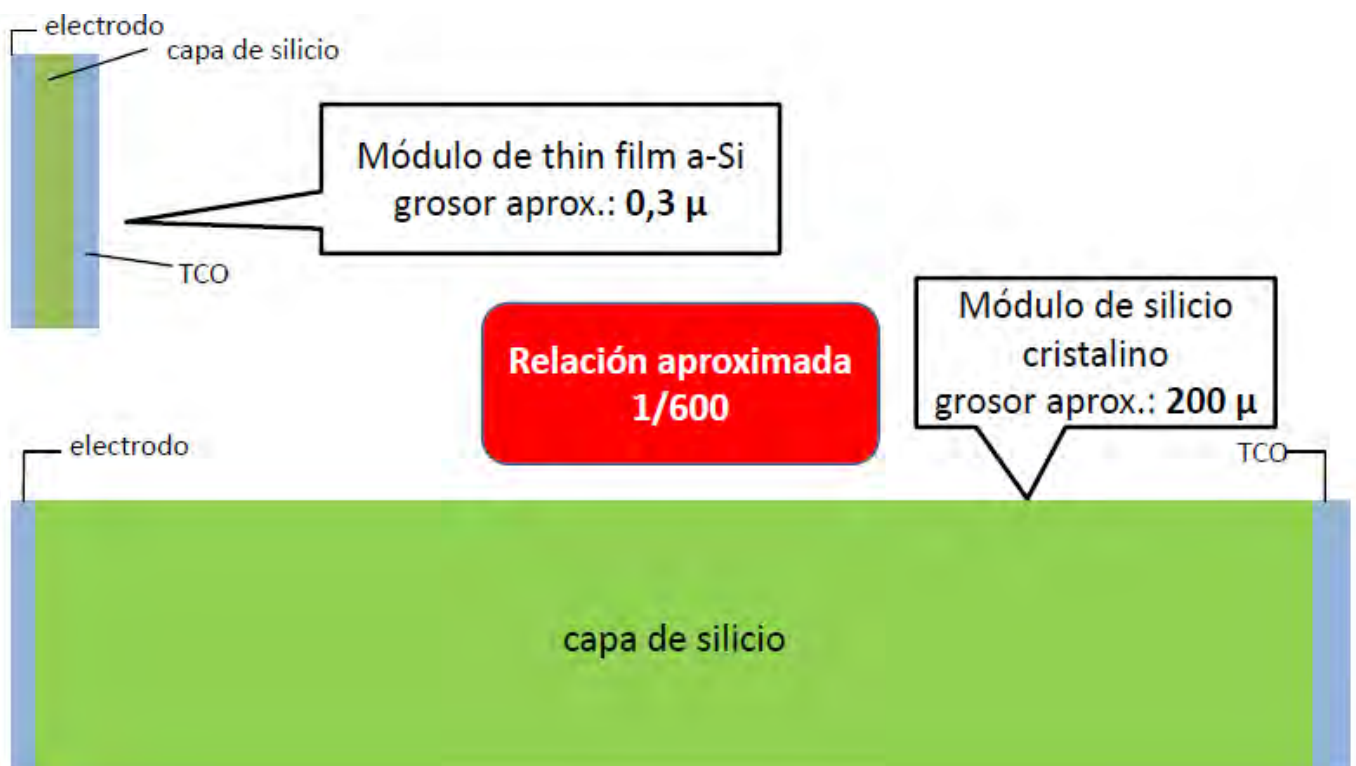 electrodo
capa de silicio
Módulo de thin film a-Si
grosor aprox.: 0,3 µ
TCO
Relación aproximada
1/600
Módulo de silicio
cristalino
grosor aprox.: 200 µ
electrodo
TCO
capa de silicio